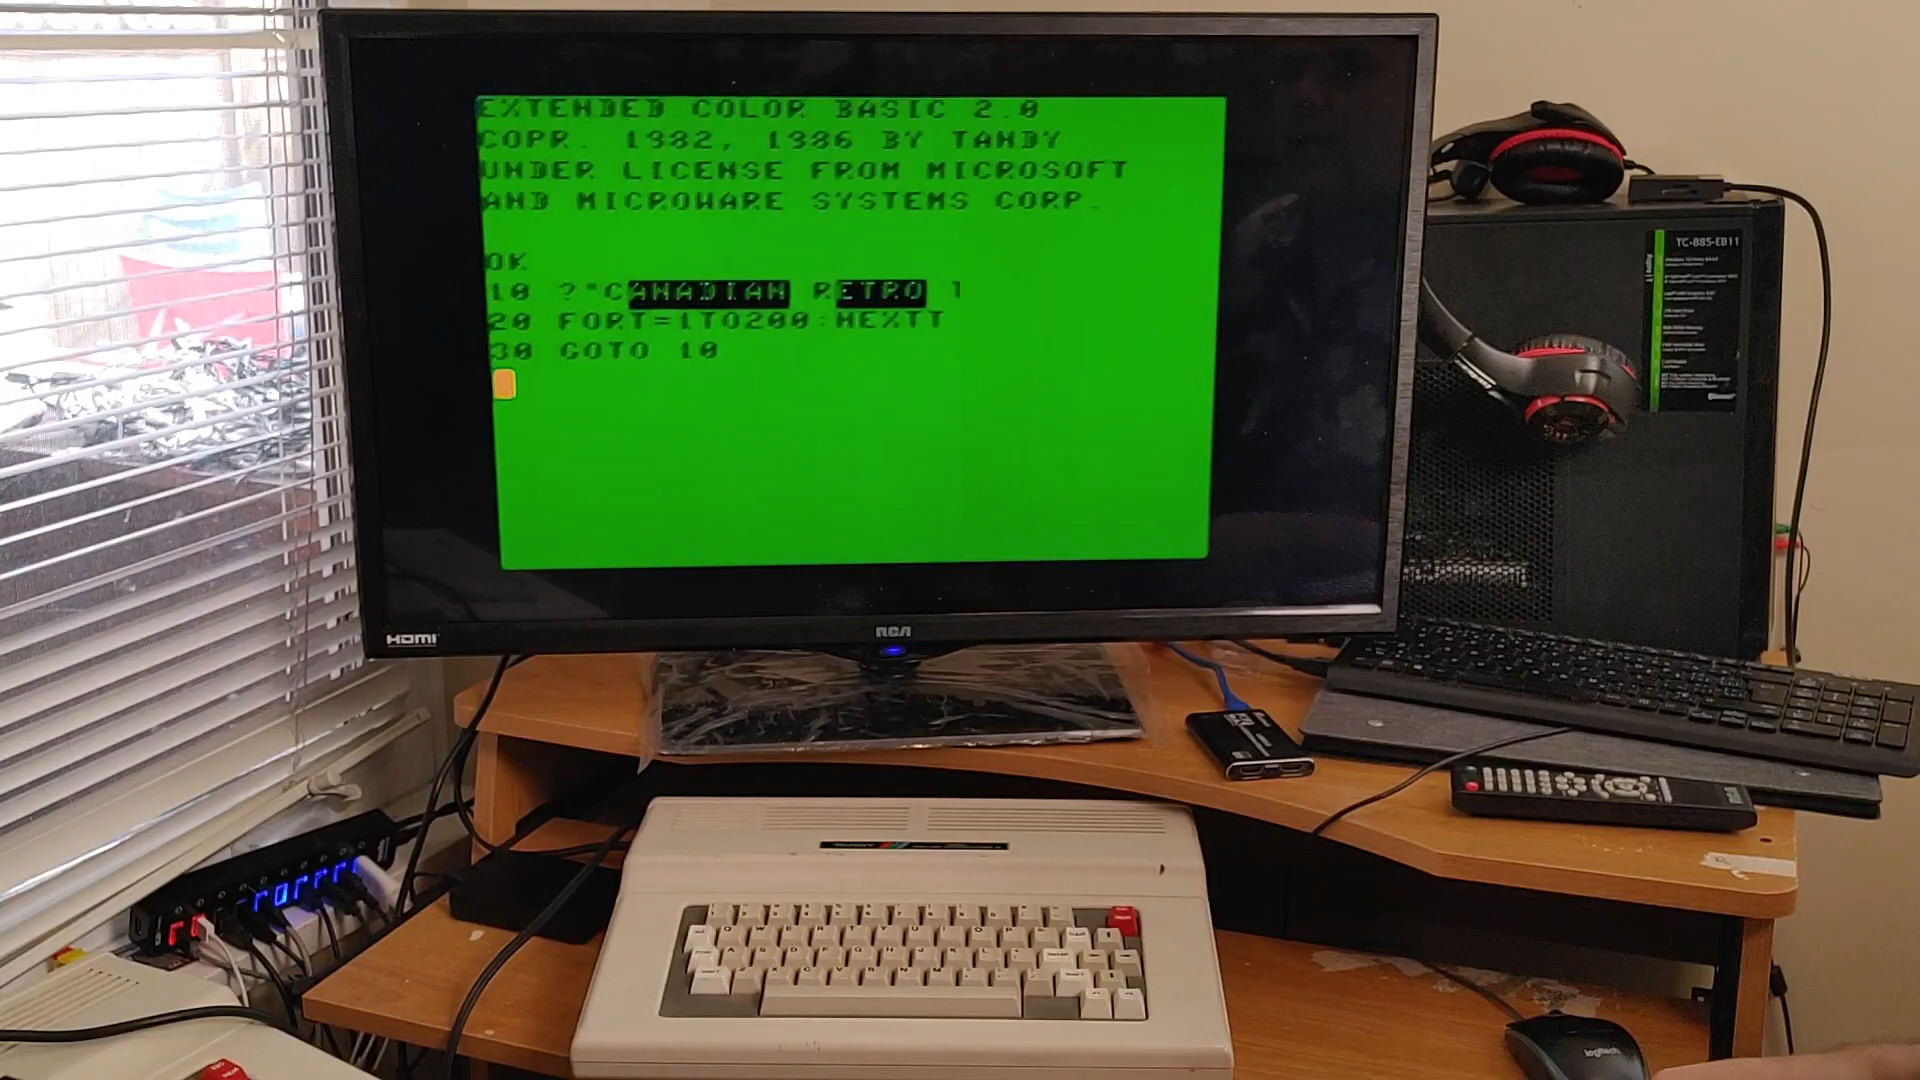 EXTENDED COLOR BASIC 2.0
COPR. 1982, 1986 BY TANDY
UNDER LICENSE FROM MICROSOFT
AND MICROWARE SYSTEMS CORP.
OK
10 ?"CANADIAN RETRO
20 FORT=1TO200:NEXTT
30 GOTO 10
HDMI
RCA
TC-885-EB11
logitech